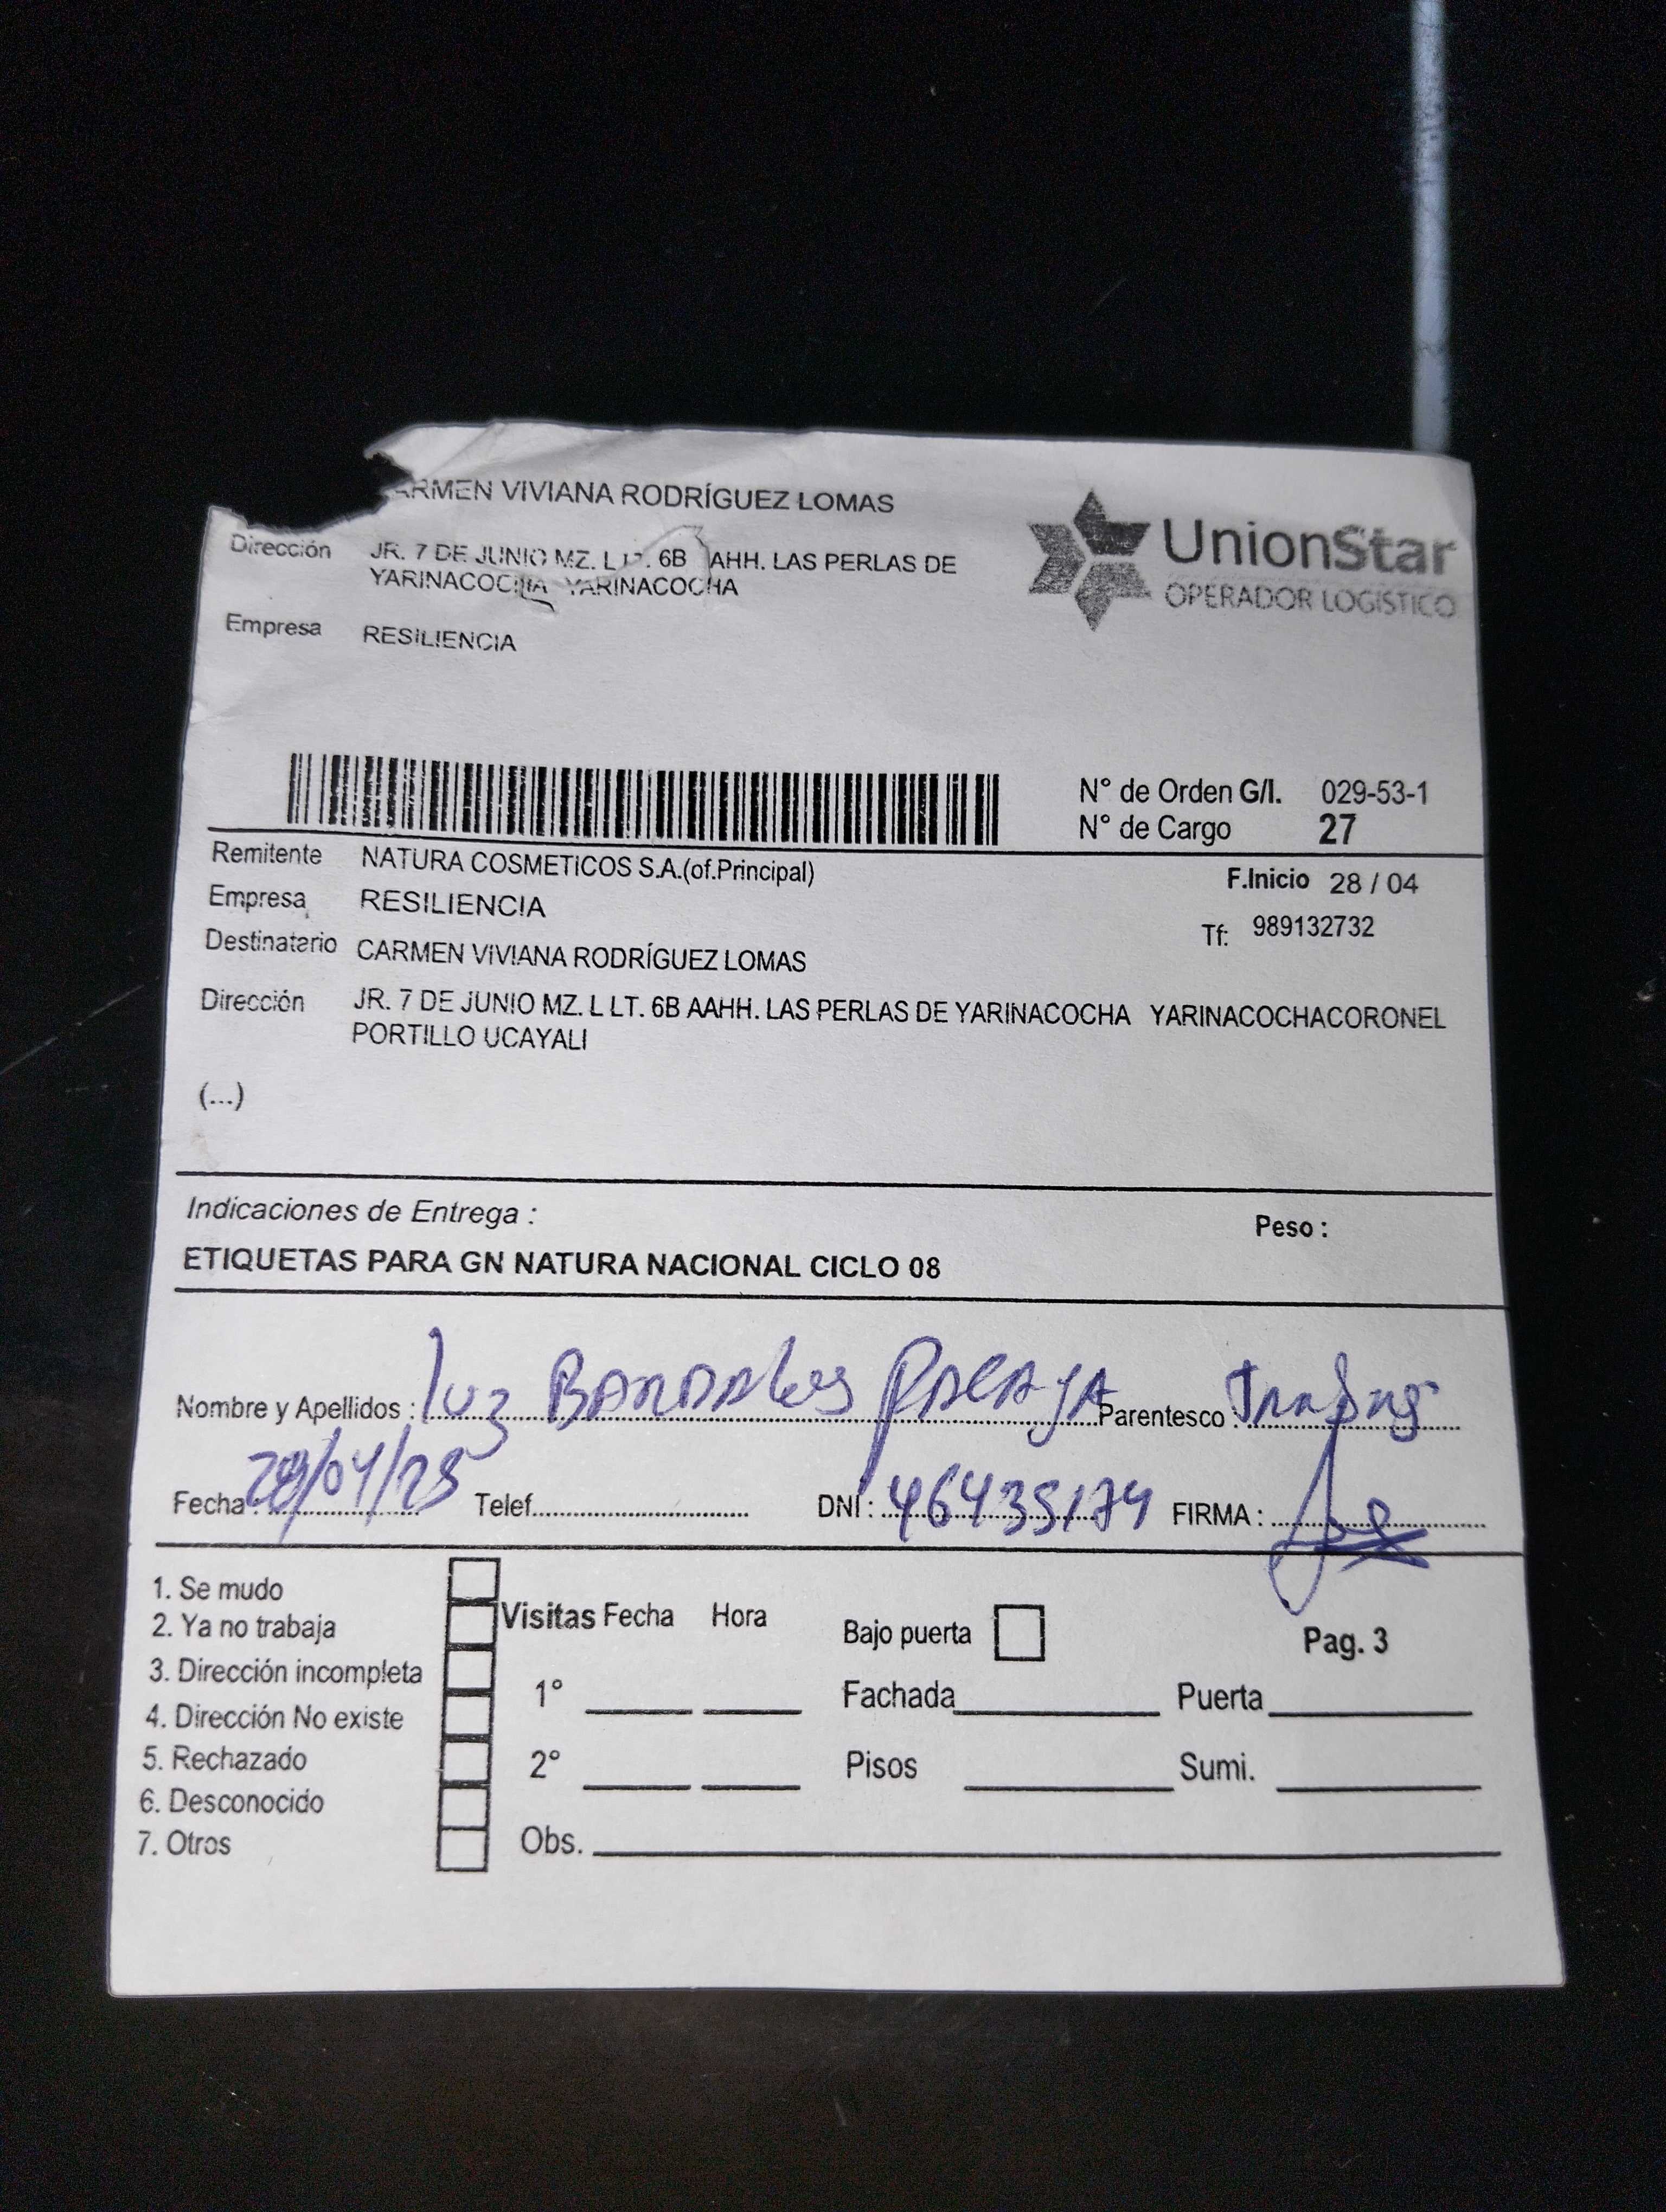 CARMEN VIVIANA RODRÍGUEZ LOMAS
Dirección JR. 7 DE JUNIO MZ. L LT. 6B AHH. LAS PERLAS DE
YARINACOCHA YARINACOCHA
Empresa RESILIENCIA
UnionStar
OPERADOR LOGÍSTICO
N° de Orden G/I. 029-53-1
N° de Cargo 27
Remitente NATURA COSMETICOS S.A.(of.Principal)
F.Inicio 28 / 04
Empresa RESILIENCIA
Tf: 989132732
Destinatario CARMEN VIVIANA RODRÍGUEZ LOMAS
Dirección JR. 7 DE JUNIO MZ. L LT. 6B AAHH. LAS PERLAS DE YARINACOCHA YARINACOCHACORONEL
PORTILLO UCAYALI
(...)
Indicaciones de Entrega :
Peso :
ETIQUETAS PARA GN NATURA NACIONAL CICLO 08
Nombre y Apellidos : Luz Parentesco :
Fecha : /04/25 Telef. DNI : FIRMA :
1. Se mudo
2. Ya no trabaja
3. Dirección incompleta
4. Dirección No existe
5. Rechazado
6. Desconocido
7. Otros
Visitas Fecha Hora
1°
2°
Obs.
Bajo puerta
Pag. 3
Fachada Puerta
Pisos Sumi.